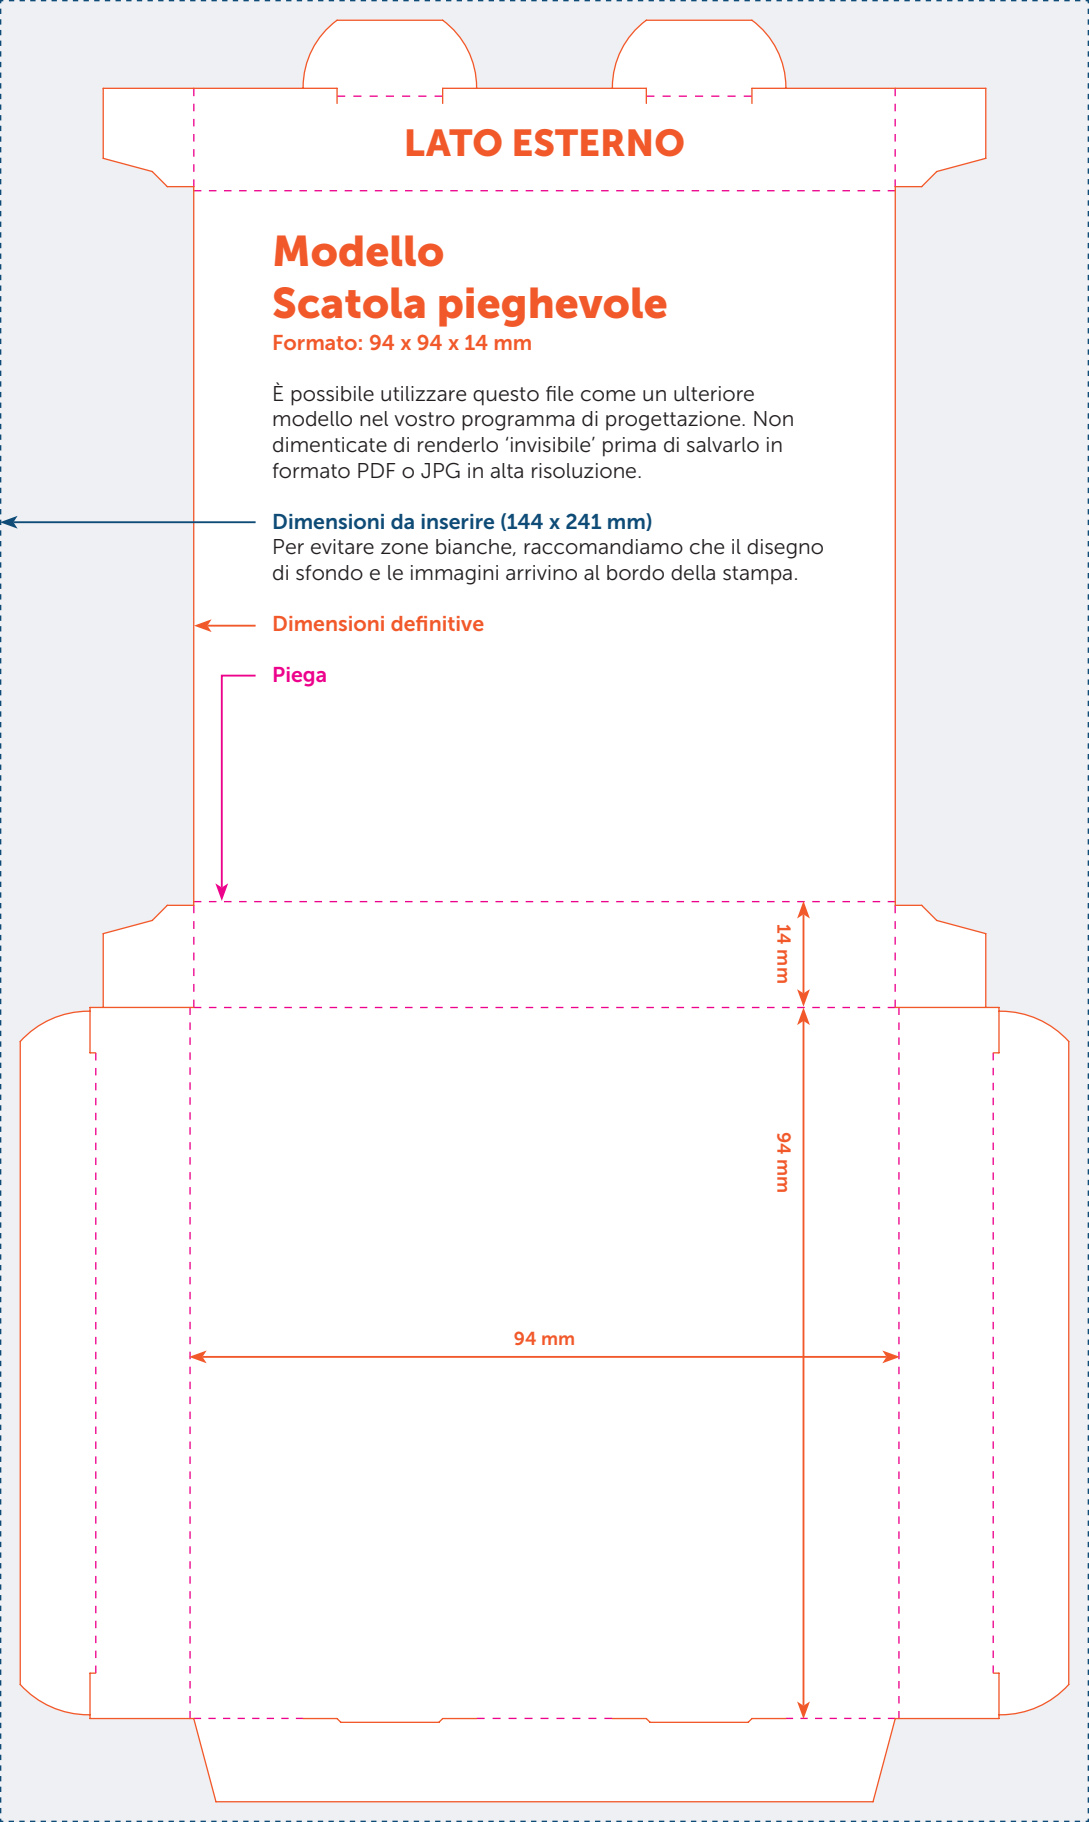 LATO ESTERNO
Modello
Scatola pieghevole
Formato: 94 x 94 x 14 mm
È possibile utilizzare questo file come un ulteriore
modello nel vostro programma di progettazione. Non
dimenticate di renderlo ‘invisibile’ prima di salvarlo in
formato PDF o JPG in alta risoluzione.
Dimensioni da inserire (144 x 241 mm)
Per evitare zone bianche, raccomandiamo che il disegno
di sfondo e le immagini arrivino al bordo della stampa.
Dimensioni definitive
Piega
14 mm
94 mm
94 mm